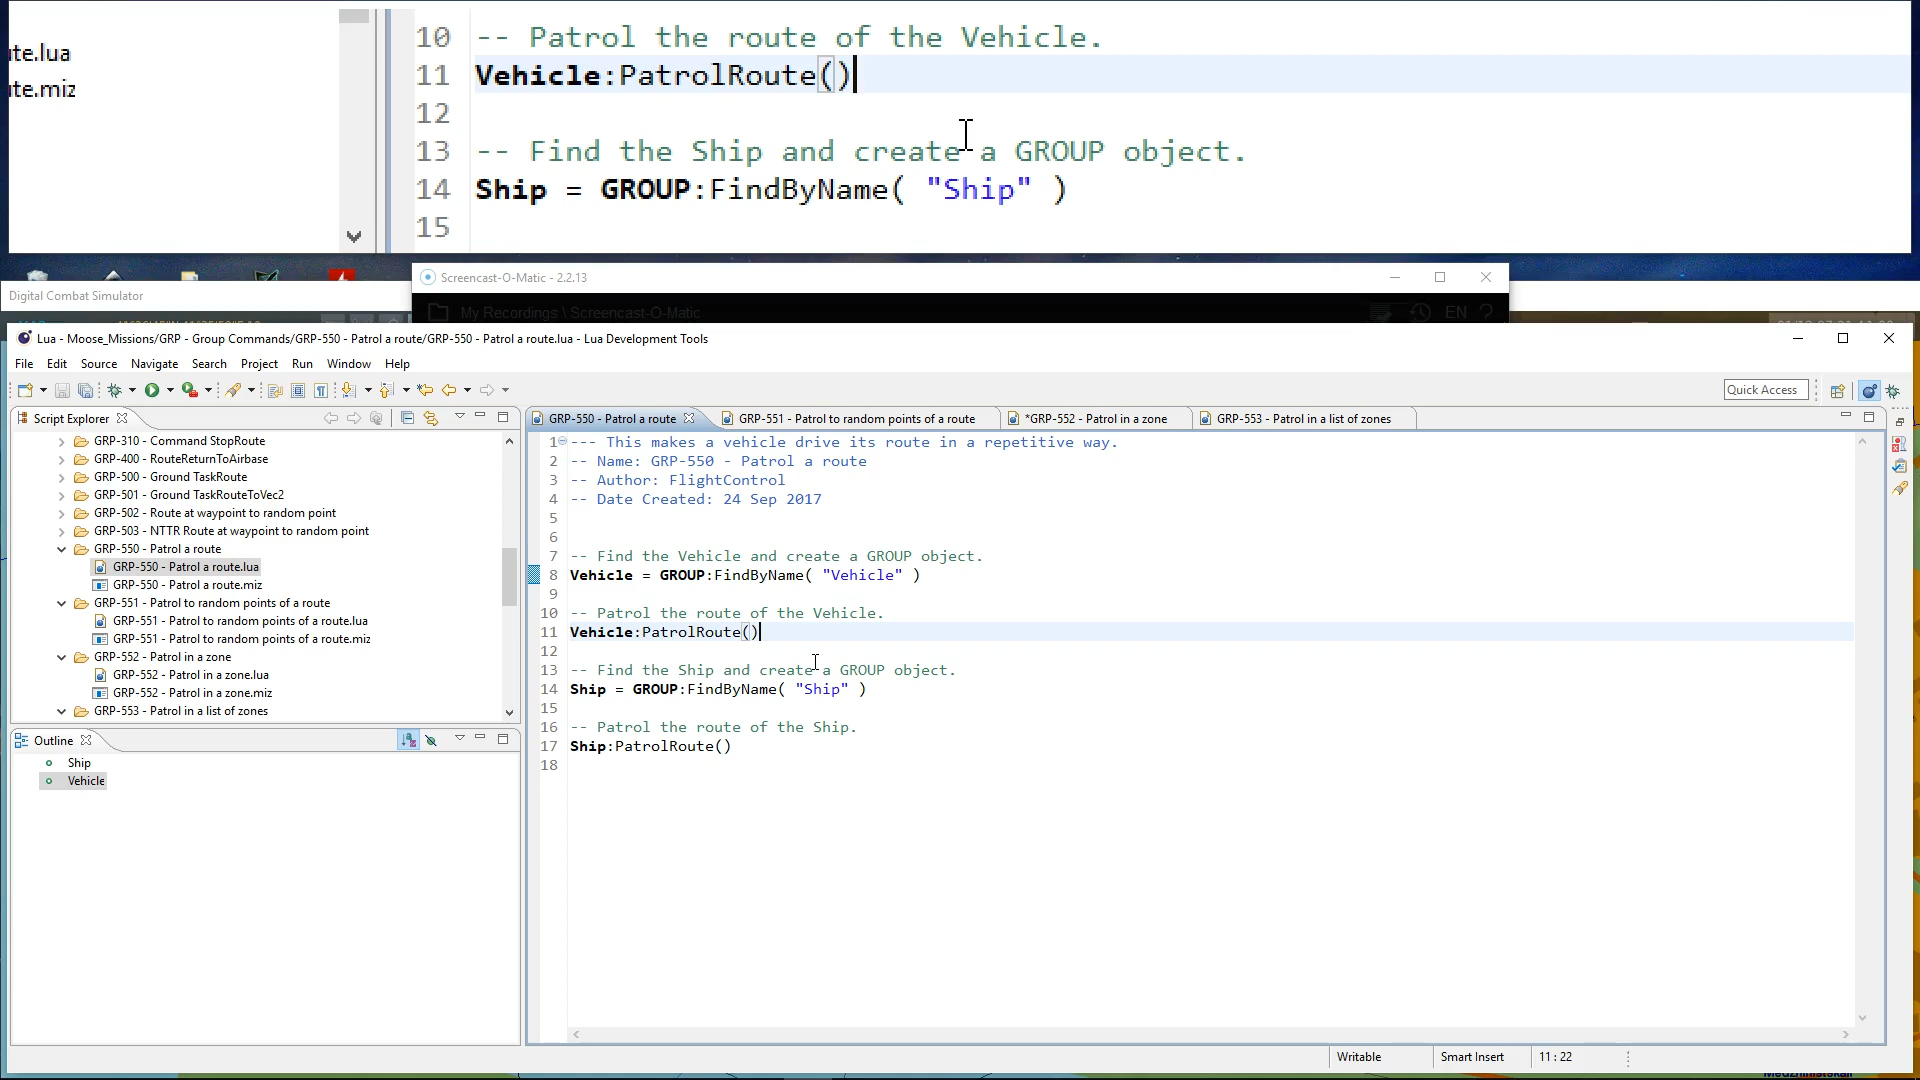 10 -- Patrol the route of the Vehicle.
ute.lua
11 Vehicle:PatrolRoute()
ute.miz
12
13 -- Find the Ship and create a GROUP object.
14 Ship = GROUP:FindByName( "Ship" )
15
Screencast-O-Matic - 2.2.13
Digital Combat Simulator
My Recordings \ Screencast-O-Matic
EN ?
Lua - Moose_Missions/GRP - Group Commands/GRP-550 - Patrol a route/GRP-550 - Patrol a route.lua - Lua Development Tools
File Edit Source Navigate Search Project Run Window Help
Quick Access
Script Explorer
GRP-310 - Command StopRoute
GRP-400 - RouteReturnToAirbase
GRP-500 - Ground TaskRoute
GRP-501 - Ground TaskRouteToVec2
GRP-502 - Route at waypoint to random point
GRP-503 - NTTR Route at waypoint to random point
GRP-550 - Patrol a route
GRP-550 - Patrol a route.lua
GRP-550 - Patrol a route.miz
GRP-551 - Patrol to random points of a route
GRP-551 - Patrol to random points of a route.lua
GRP-551 - Patrol to random points of a route.miz
GRP-552 - Patrol in a zone
GRP-552 - Patrol in a zone.lua
GRP-552 - Patrol in a zone.miz
GRP-553 - Patrol in a list of zones
Outline
Ship
Vehicle
GRP-550 - Patrol a route GRP-551 - Patrol to random points of a route *GRP-552 - Patrol in a zone GRP-553 - Patrol in a list of zones
1 --- This makes a vehicle drive its route in a repetitive way.
2 -- Name: GRP-550 - Patrol a route
3 -- Author: FlightControl
4 -- Date Created: 24 Sep 2017
5
6
7 -- Find the Vehicle and create a GROUP object.
8 Vehicle = GROUP:FindByName( "Vehicle" )
9
10 -- Patrol the route of the Vehicle.
11 Vehicle:PatrolRoute()
12
13 -- Find the Ship and create a GROUP object.
14 Ship = GROUP:FindByName( "Ship" )
15
16 -- Patrol the route of the Ship.
17 Ship:PatrolRoute()
18
Writable Smart Insert 11 : 22